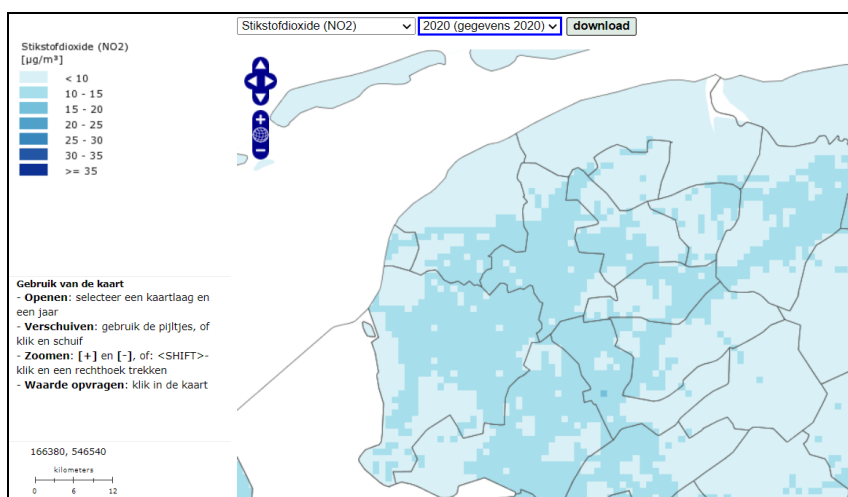 Stikstofdioxide (NO2)
2020 (gegevens 2020)
download
Stikstofdioxide (NO2)
[µg/m³]
< 10
10 - 15
15 - 20
20 - 25
25 - 30
30 - 35
>= 35
Gebruik van de kaart
- Openen: selecteer een kaartlaag en
een jaar
- Verschuiven: gebruik de pijltjes, of
klik en schuif
- Zoomen: [+] en [-], of: <SHIFT>-
klik en een rechthoek trekken
- Waarde opvragen: klik in de kaart
166380, 546540
kilometers
0 6 12